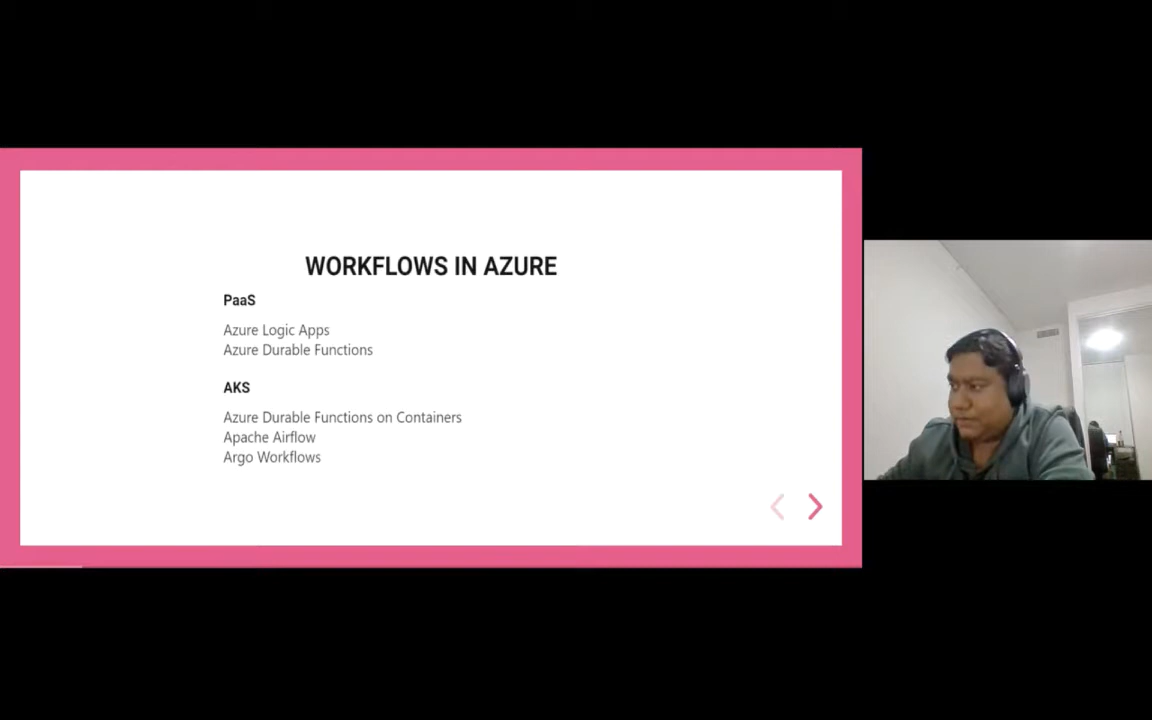 WORKFLOWS IN AZURE
PaaS
Azure Logic Apps
Azure Durable Functions
AKS
Azure Durable Functions on Containers
Apache Airflow
Argo Workflows